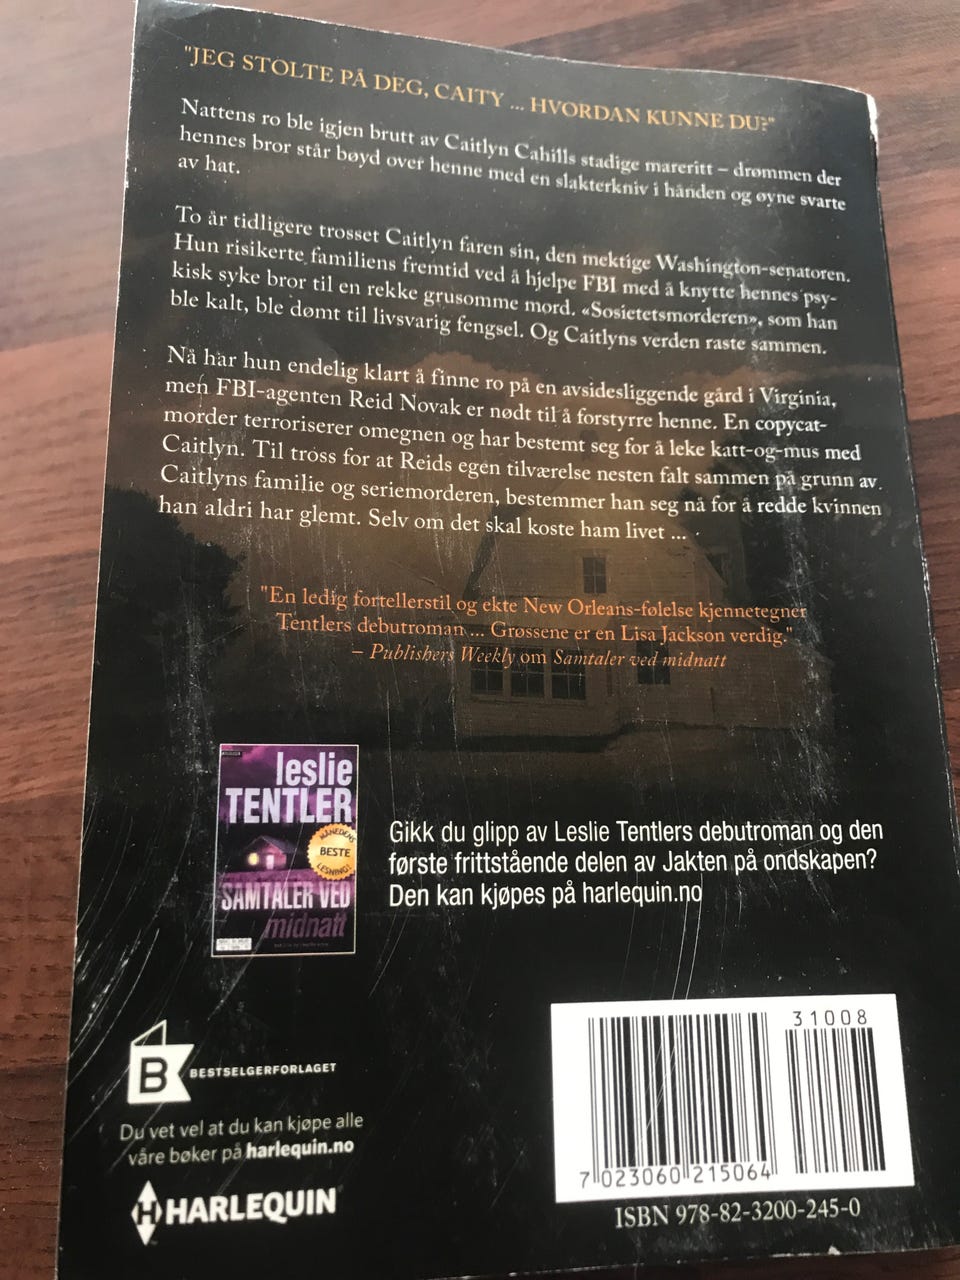 "JEG STOLTE PÅ DEG, CAITY ... HVORDAN KUNNE DU?"
Nattens ro ble igjen brutt av Caitlyn Cahills stadige mareritt – drømmen der
hennes bror står bøyd over henne med en slakterkniv i hånden og øyne svarte
av hat.
To år tidligere trosset Caitlyn faren sin, den mektige Washington-senatoren.
Hun risikerte familiens fremtid ved å hjelpe FBI med å knytte hennes psy-
kisk syke bror til en rekke grusomme mord. «Sosietetsmorderen», som han
ble kalt, ble dømt til livsvarig fengsel. Og Caitlyns verden raste sammen.
Nå har hun endelig klart å finne ro på en avsidesliggende gård i Virginia,
men FBI-agenten Reid Novak er nødt til å forstyrre henne. En copycat-
morder terroriserer omegnen og har bestemt seg for å leke katt-og-mus med
Caitlyn. Til tross for at Reids egen tilværelse nesten falt sammen på grunn av
Caitlyns familie og seriemorderen, bestemmer han seg nå for å redde kvinnen
han aldri har glemt. Selv om det skal koste ham livet ...
"En ledig fortellerstil og ekte New Orleans-følelse kjennetegner
Tentlers debutroman ... Grøssene er en Lisa Jackson verdig."
– Publishers Weekly om Samtaler ved midnatt
leslie
TENTLER
MÅNEDENS
BESTE
LESNING!
SAMTALER VED
midnatt
Gikk du glipp av Leslie Tentlers debutroman og den
første frittstående delen av Jakten på ondskapen?
Den kan kjøpes på harlequin.no
B BESTSELGERFORLAGET
Du vet vel at du kan kjøpe alle
våre bøker på harlequin.no
H HARLEQUIN
31008
7 023060 215064
ISBN 978-82-3200-245-0